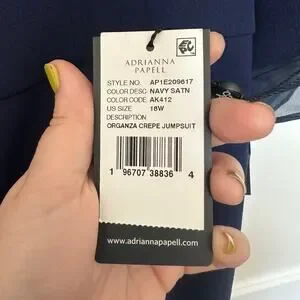 ADRIANNA
PAPELL
STYLE NO. AP1E209617
COLOR DESC NAVY SATN
COLOR CODE AK412
US SIZE 18W
DESCRIPTION
ORGANZA CREPE JUMPSUIT
1 96707 38836 4
www.adriannapapell.com